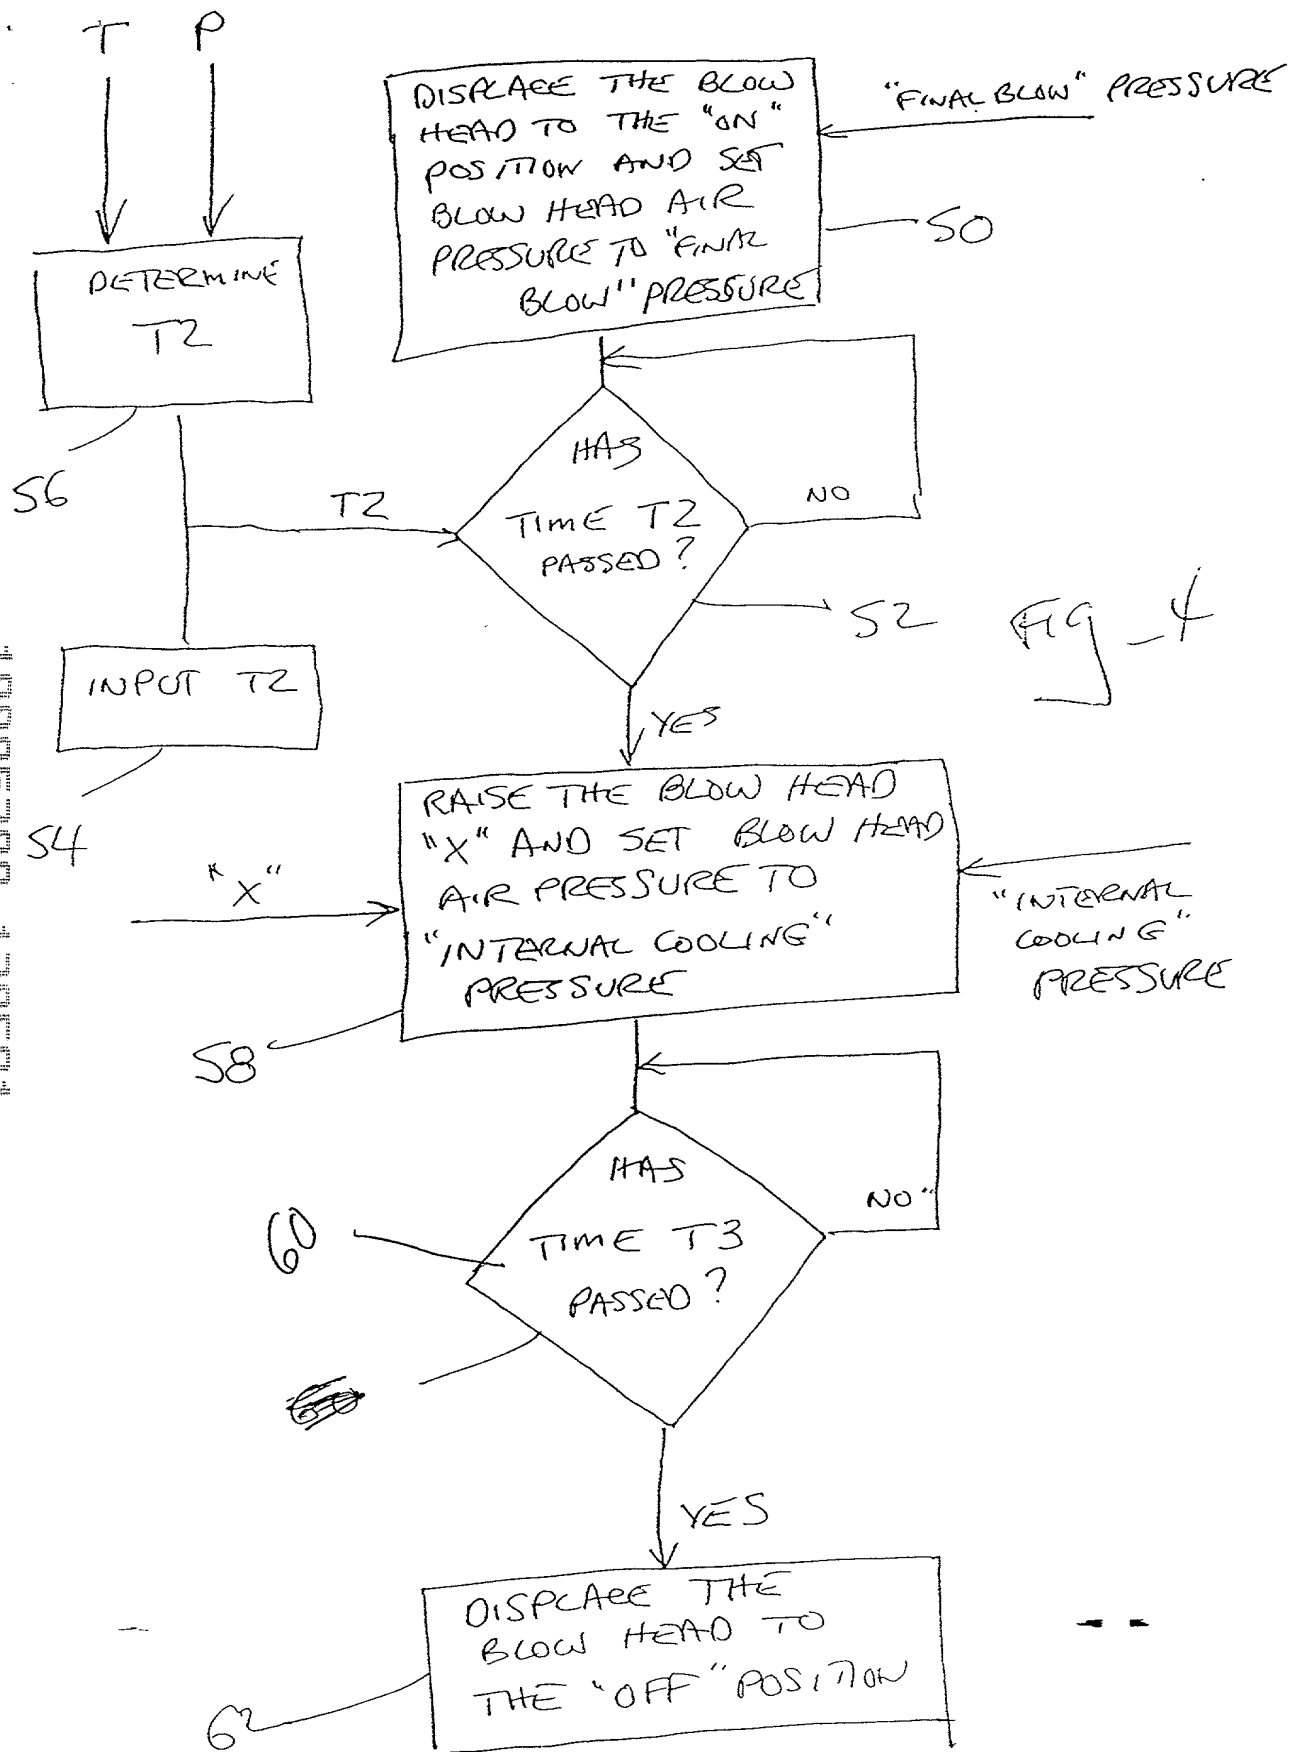 T P
DISPLACE THE BLOW
HEAD TO THE "ON"
POSITION AND SET
BLOW HEAD AIR
PRESSURE TO "FINAL
BLOW" PRESSURE
"FINAL BLOW" PRESSURE
50
DETERMINE
T2
56
T2
HAS
TIME T2
PASSED?
NO
52
Fig_4
INPUT T2
54
YES
RAISE THE BLOW HEAD
"X" AND SET BLOW HEAD
AIR PRESSURE TO
"INTERNAL COOLING"
PRESSURE
"X"
"INTERNAL
COOLING"
PRESSURE
58
HAS
TIME T3
PASSED?
NO"
60
YES
DISPLACE THE
BLOW HEAD TO
THE "OFF" POSITION
62